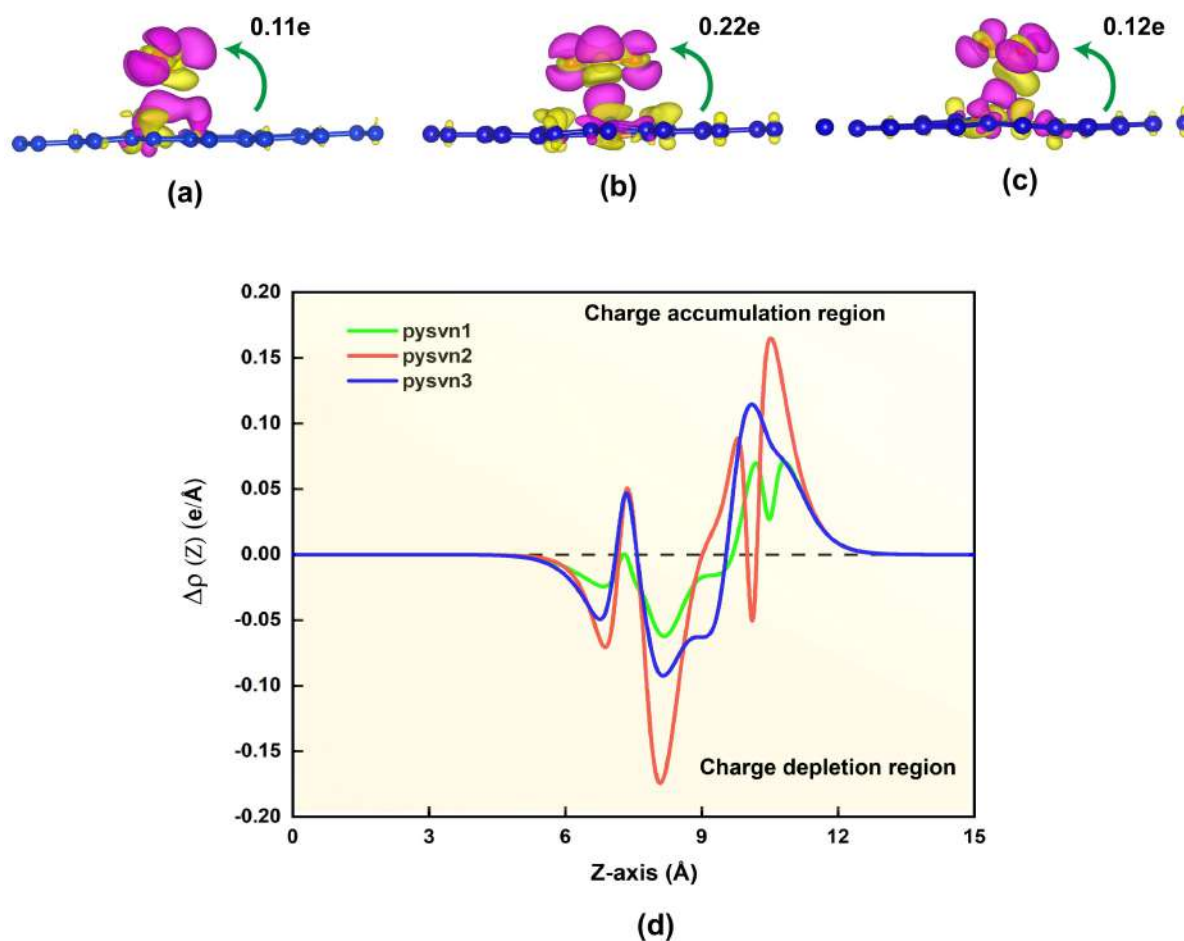 0.11e
0.22e
0.12e
(a)
(b)
(c)
0.20
0.15
0.10
0.05
0.00
-0.05
-0.10
-0.15
-0.20
Δρ (Z) (e/Å)
pysvn1
pysvn2
pysvn3
Charge accumulation region
Charge depletion region
0 3 6 9 12 15
Z-axis (Å)
(d)